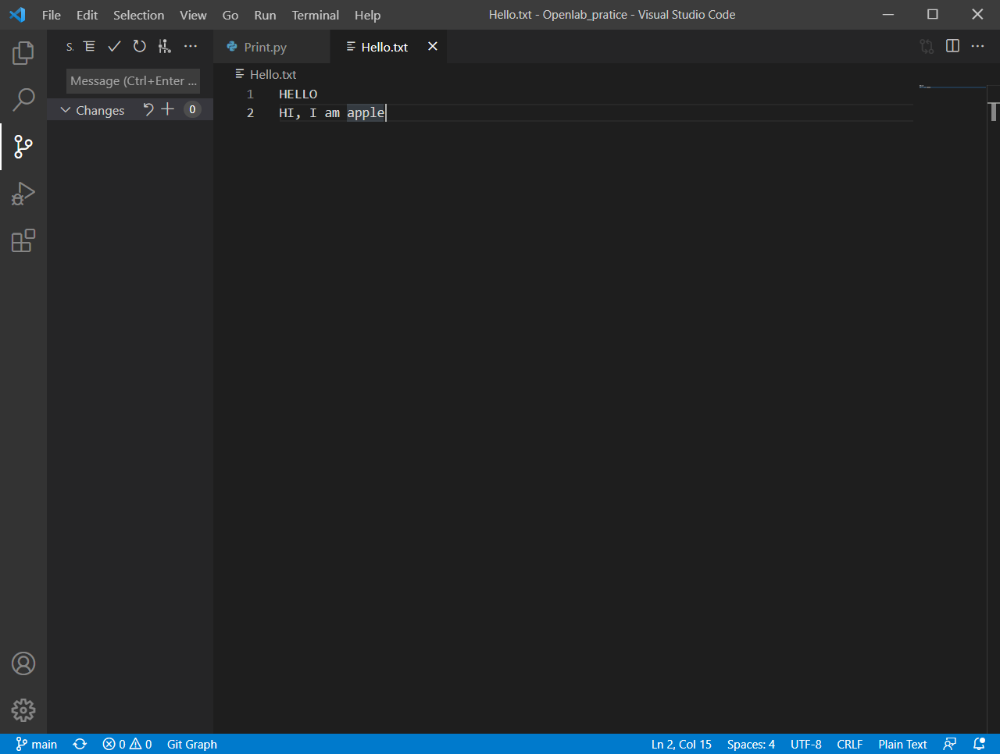 File Edit Selection View Go Run Terminal Help Hello.txt - Openlab_pratice - Visual Studio Code
S.
Print.py Hello.txt
Hello.txt
Message (Ctrl+Enter ...
Changes 0
1 HELLO
2 HI, I am apple
main 0 0 Git Graph Ln 2, Col 15 Spaces: 4 UTF-8 CRLF Plain Text